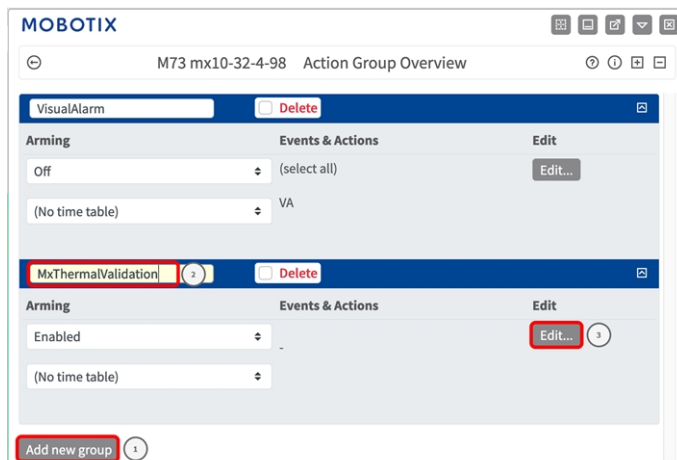 MOBOTIX
M73 mx10-32-4-98 Action Group Overview
VisualAlarm Delete
Arming Events & Actions Edit
Off (select all) Edit...
(No time table) VA
MxThermalValidation 2 Delete
Arming Events & Actions Edit
Enabled - Edit... 3
(No time table)
Add new group 1